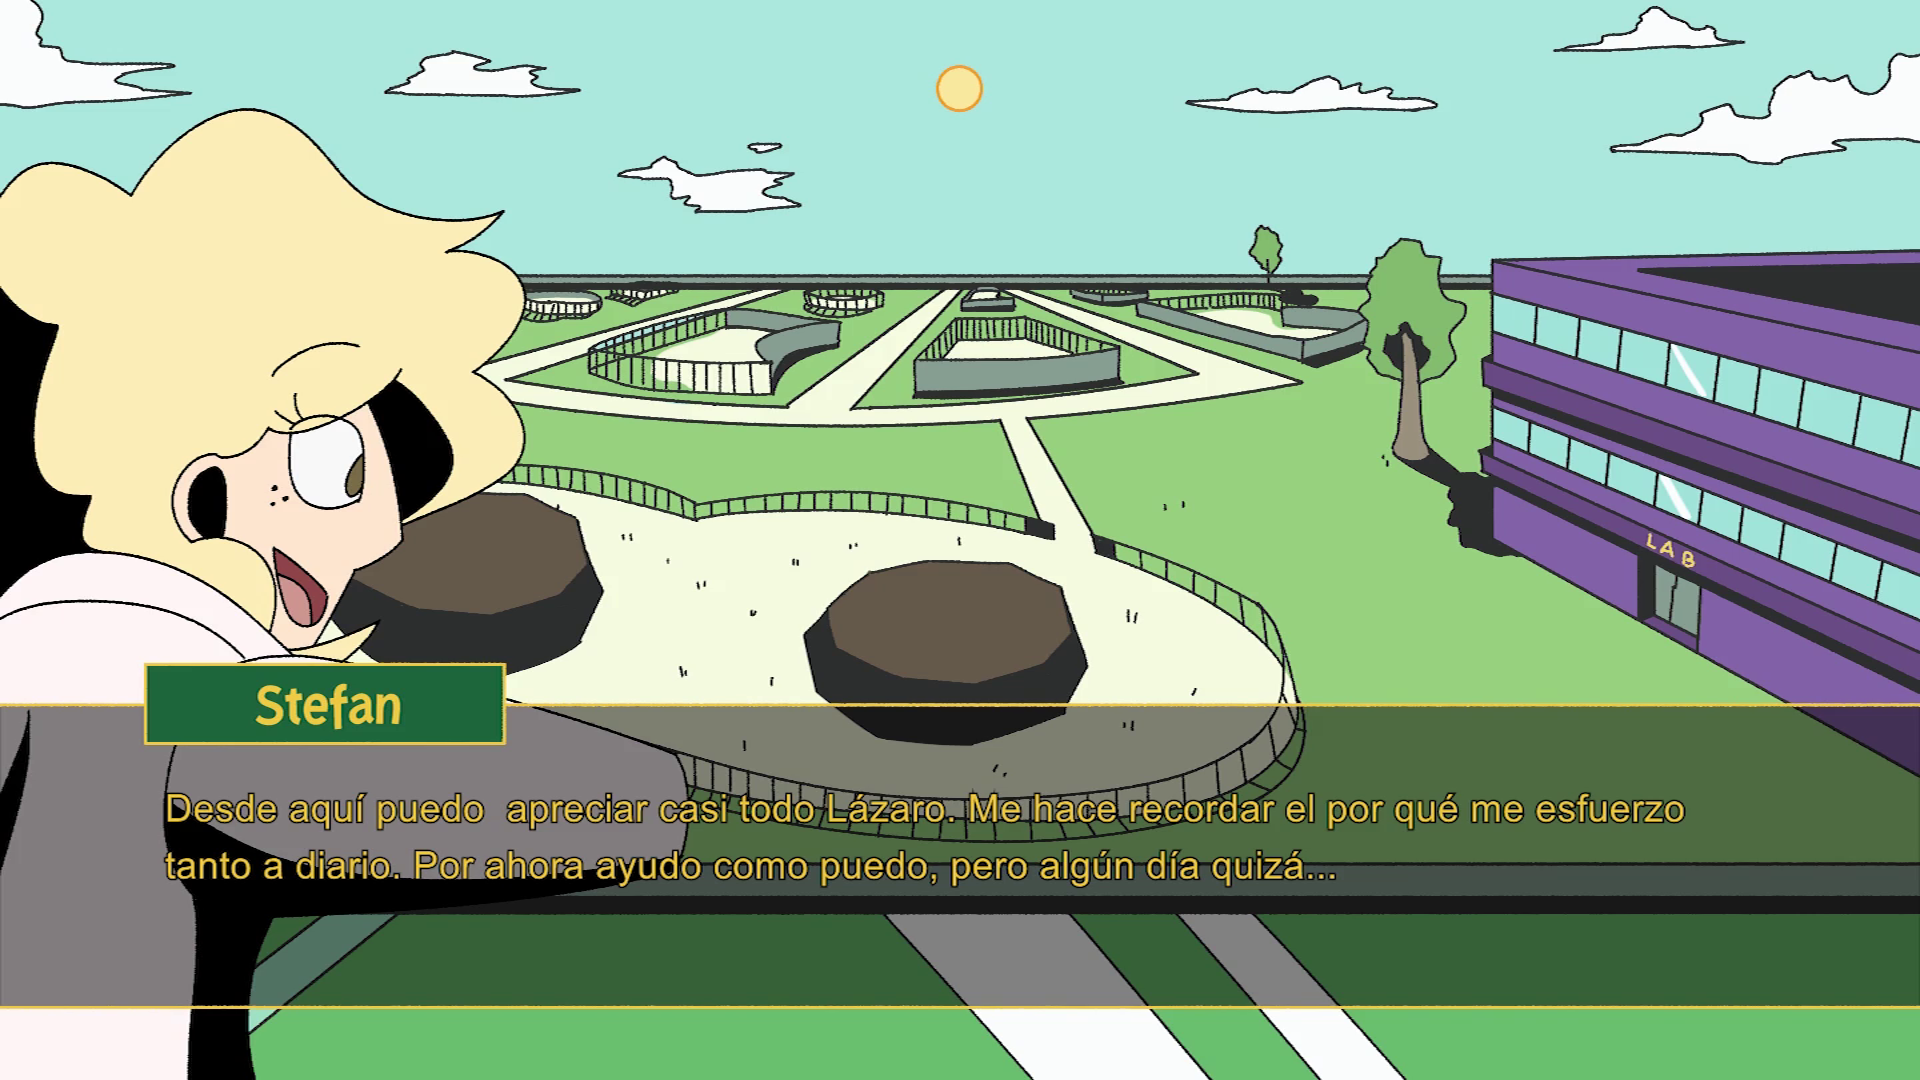 LAB
Stefan
Desde aquí puedo  apreciar casi todo Lázaro. Me hace recordar el por qué me esfuerzo
tanto a diario. Por ahora ayudo como puedo, pero algún día quizá...